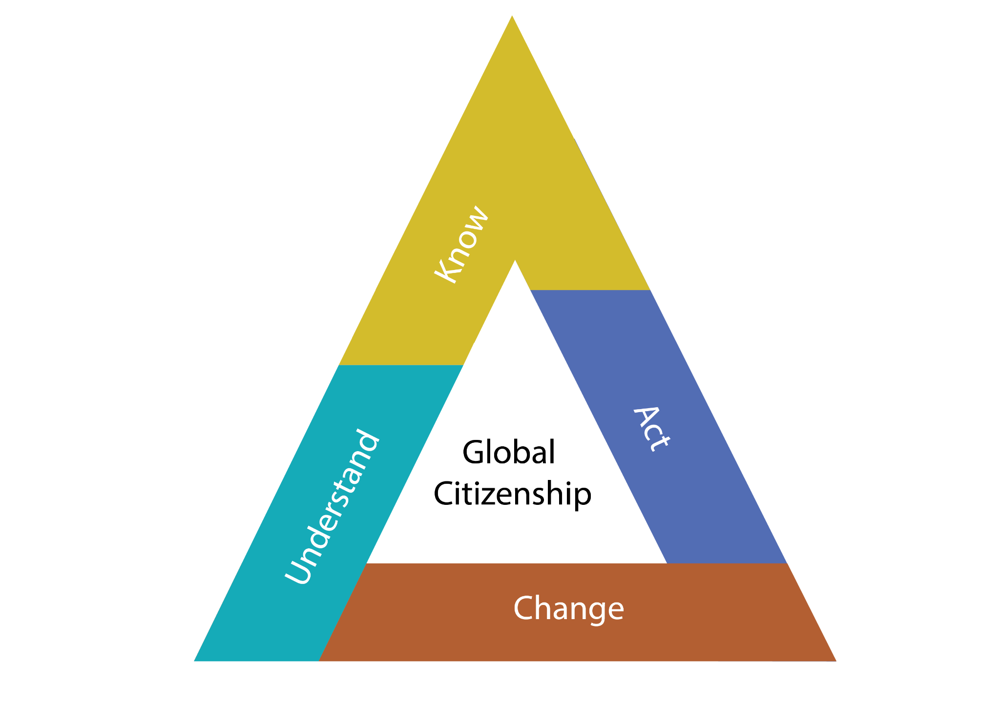 Know
Act
Understand
Global
Citizenship
Change